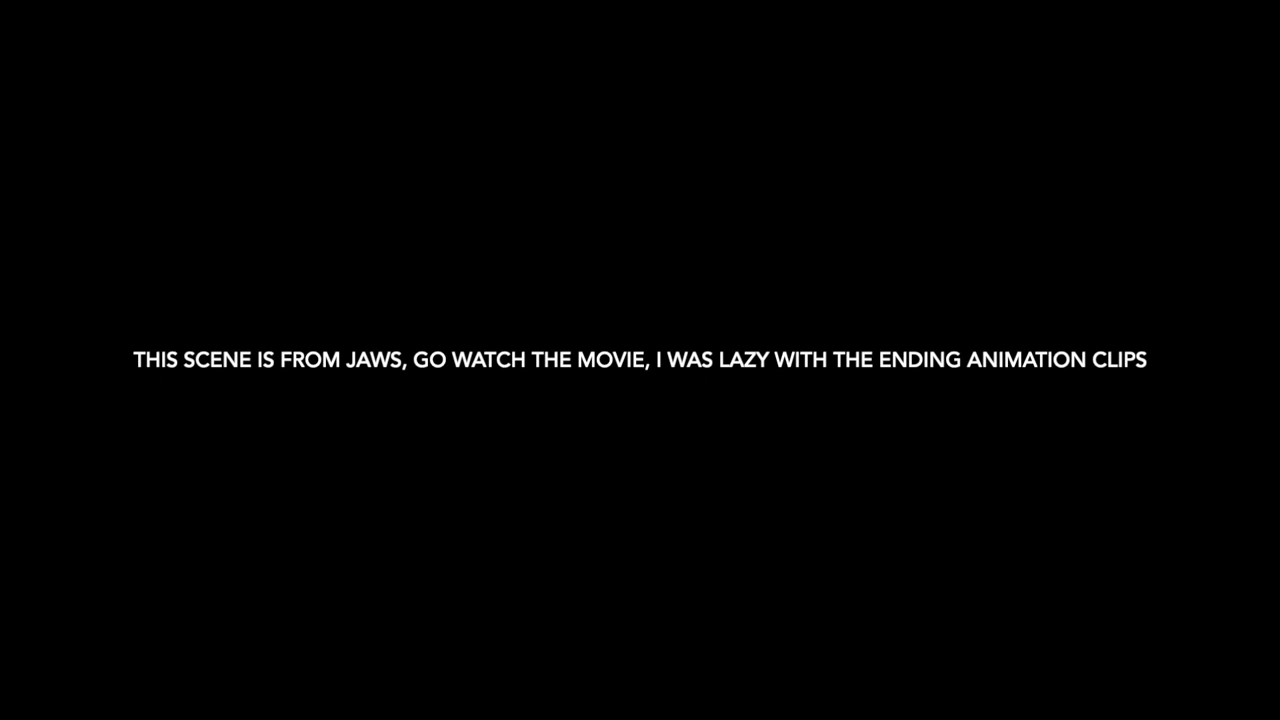 THIS SCENE IS FROM JAWS, GO WATCH THE MOVIE, I WAS LAZY WITH THE ENDING ANIMATION CLIPS